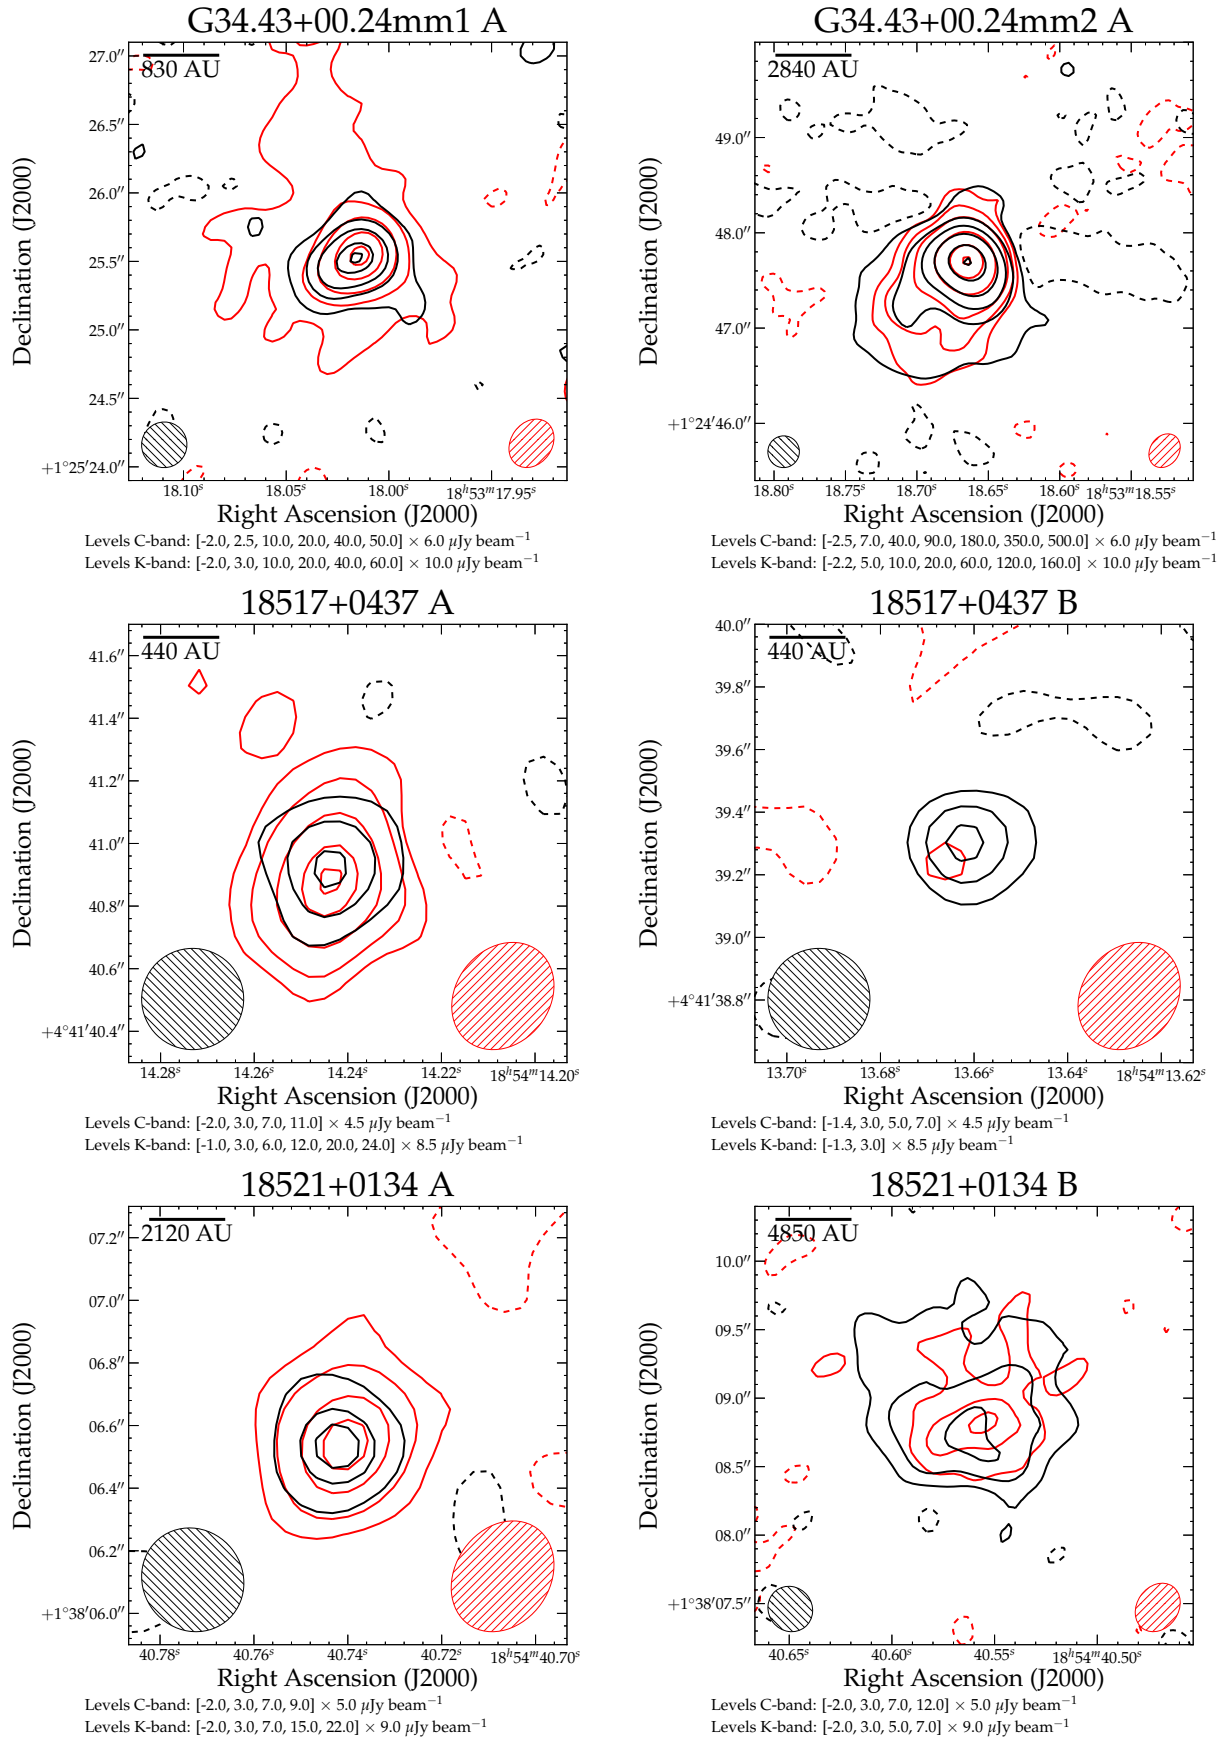 G34.43+00.24mm1 A
830 AU
27.0″
26.5″
26.0″
25.5″
25.0″
24.5″
+1°25′24.0″
Declination (J2000)
18.10ˢ 18.05ˢ 18.00ˢ 18ʰ53ᵐ17.95ˢ
Right Ascension (J2000)
Levels C-band: [-2.0, 2.5, 10.0, 20.0, 40.0, 50.0] × 6.0 μJy beam⁻¹
Levels K-band: [-2.0, 3.0, 10.0, 20.0, 40.0, 60.0] × 10.0 μJy beam⁻¹
G34.43+00.24mm2 A
2840 AU
49.0″
48.0″
47.0″
+1°24′46.0″
Declination (J2000)
18.80ˢ 18.75ˢ 18.70ˢ 18.65ˢ 18.60ˢ 18ʰ53ᵐ18.55ˢ
Right Ascension (J2000)
Levels C-band: [-2.5, 7.0, 40.0, 90.0, 180.0, 350.0, 500.0] × 6.0 μJy beam⁻¹
Levels K-band: [-2.2, 5.0, 10.0, 20.0, 60.0, 120.0, 160.0] × 10.0 μJy beam⁻¹
18517+0437 A
440 AU
41.6″
41.4″
41.2″
41.0″
40.8″
40.6″
+4°41′40.4″
Declination (J2000)
14.28ˢ 14.26ˢ 14.24ˢ 14.22ˢ 18ʰ54ᵐ14.20ˢ
Right Ascension (J2000)
Levels C-band: [-2.0, 3.0, 7.0, 11.0] × 4.5 μJy beam⁻¹
Levels K-band: [-1.0, 3.0, 6.0, 12.0, 20.0, 24.0] × 8.5 μJy beam⁻¹
18517+0437 B
440 AU
40.0″
39.8″
39.6″
39.4″
39.2″
39.0″
+4°41′38.8″
Declination (J2000)
13.70ˢ 13.68ˢ 13.66ˢ 13.64ˢ 18ʰ54ᵐ13.62ˢ
Right Ascension (J2000)
Levels C-band: [-1.4, 3.0, 5.0, 7.0] × 4.5 μJy beam⁻¹
Levels K-band: [-1.3, 3.0] × 8.5 μJy beam⁻¹
18521+0134 A
2120 AU
07.2″
07.0″
06.8″
06.6″
06.4″
06.2″
+1°38′06.0″
Declination (J2000)
40.78ˢ 40.76ˢ 40.74ˢ 40.72ˢ 18ʰ54ᵐ40.70ˢ
Right Ascension (J2000)
Levels C-band: [-2.0, 3.0, 7.0, 9.0] × 5.0 μJy beam⁻¹
Levels K-band: [-2.0, 3.0, 7.0, 15.0, 22.0] × 9.0 μJy beam⁻¹
18521+0134 B
4850 AU
10.0″
09.5″
09.0″
08.5″
08.0″
+1°38′07.5″
Declination (J2000)
40.65ˢ 40.60ˢ 40.55ˢ 18ʰ54ᵐ40.50ˢ
Right Ascension (J2000)
Levels C-band: [-2.0, 3.0, 7.0, 12.0] × 5.0 μJy beam⁻¹
Levels K-band: [-2.0, 3.0, 5.0, 7.0] × 9.0 μJy beam⁻¹